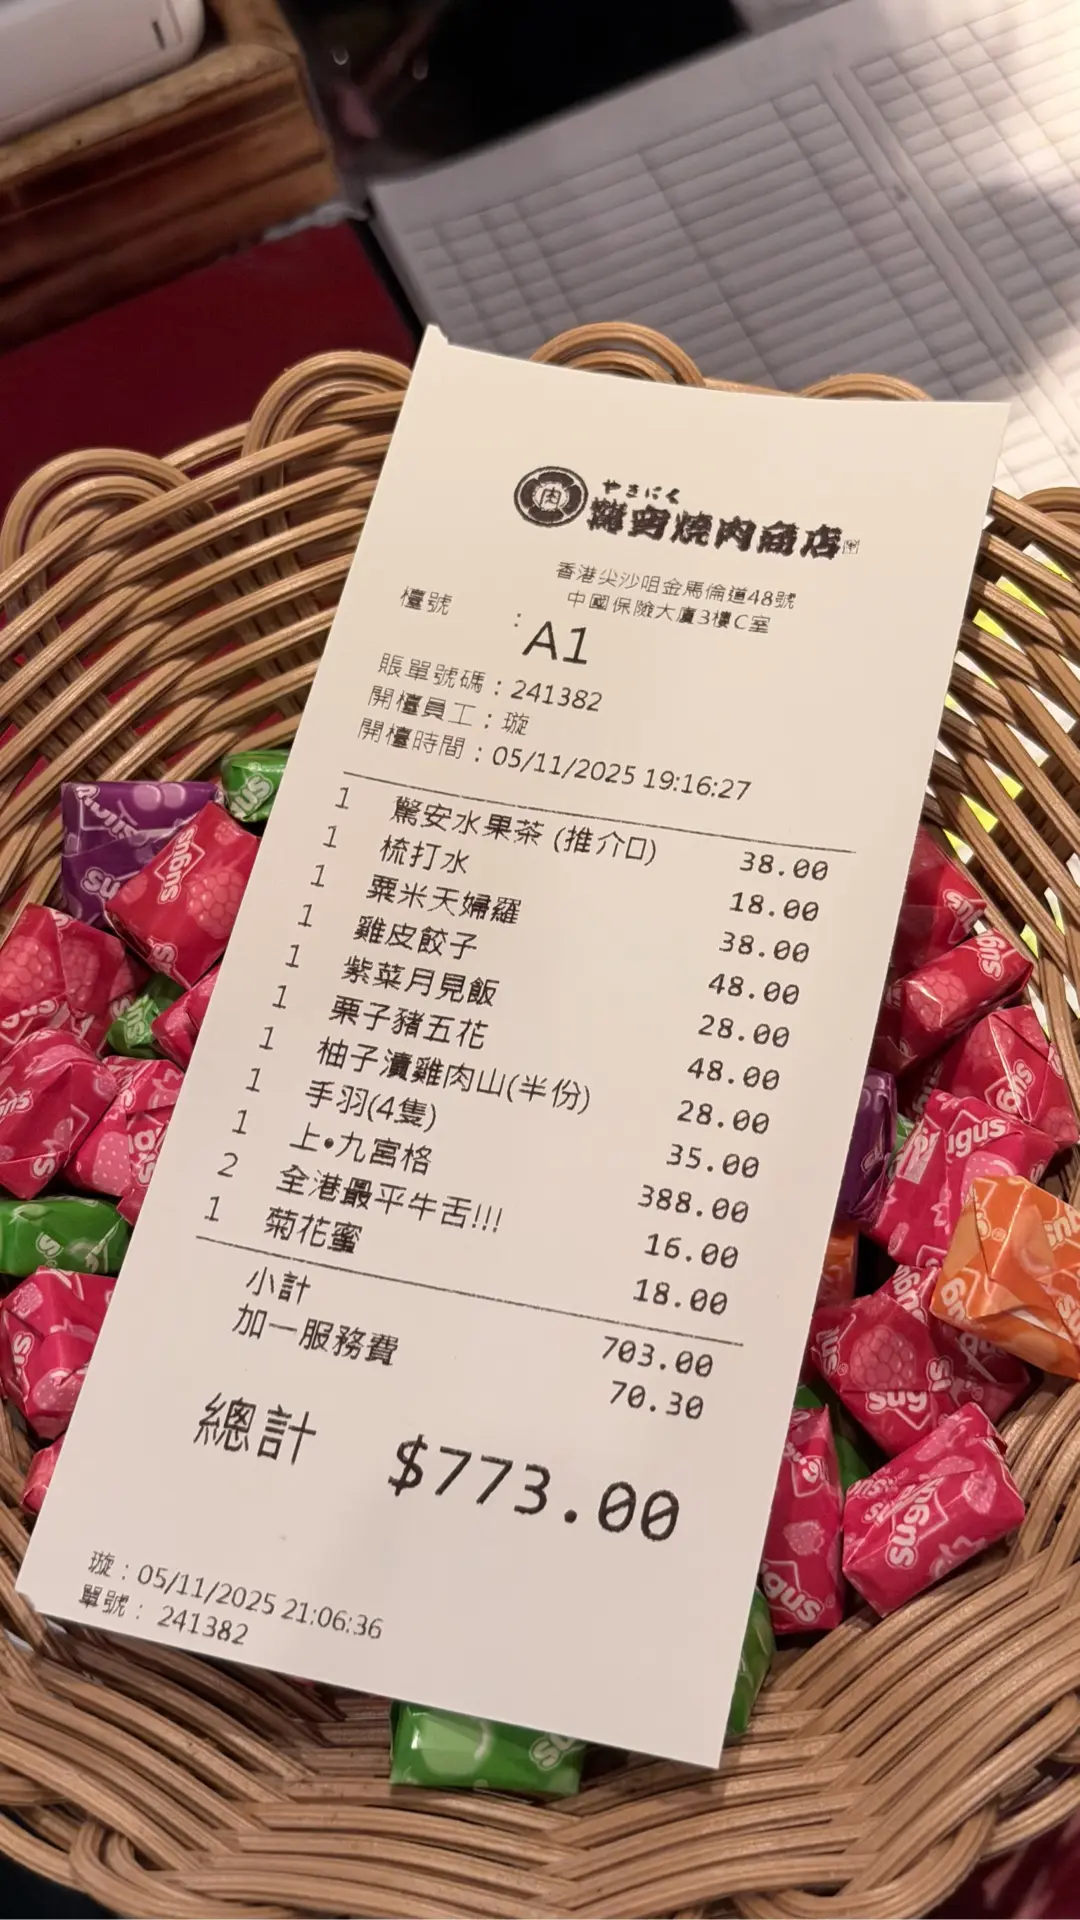 肉
やきにく
燒肉商店
香港尖沙咀金馬倫道48號
中國保險大廈3樓C室
檯號 : A1
賬單號碼：241382
開檯員工：璇
開檯時間：05/11/2025 19:16:27
1 驚安水果茶 (推介口) 38.00
1 梳打水 18.00
1 粟米天婦羅 38.00
1 雞皮餃子 48.00
1 紫菜月見飯 28.00
1 栗子豬五花 48.00
1 柚子漬雞肉山(半份) 28.00
1 手羽(4隻) 35.00
1 上•九宮格 388.00
2 全港最平牛舌!!! 16.00
1 菊花蜜 18.00
小計 703.00
加一服務費 70.30
總計 $773.00
璇：05/11/2025 21:06:36
單號： 241382
sugus
sugus
sugus
sugus
sugus
sugus